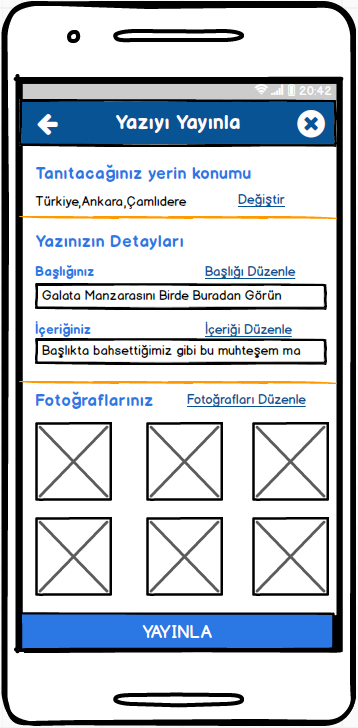 20:42
Yazıyı Yayınla
Tanıtacağınız yerin konumu
Türkiye,Ankara,Çamlıdere
Değiştir
Yazınızın Detayları
Başlığınız
Başlığı Düzenle
Galata Manzarasını Birde Buradan Görün
İçeriğiniz
İçeriği Düzenle
Başlıkta bahsettiğimiz gibi bu muhteşem ma
Fotoğraflarınız
Fotoğrafları Düzenle
YAYINLA